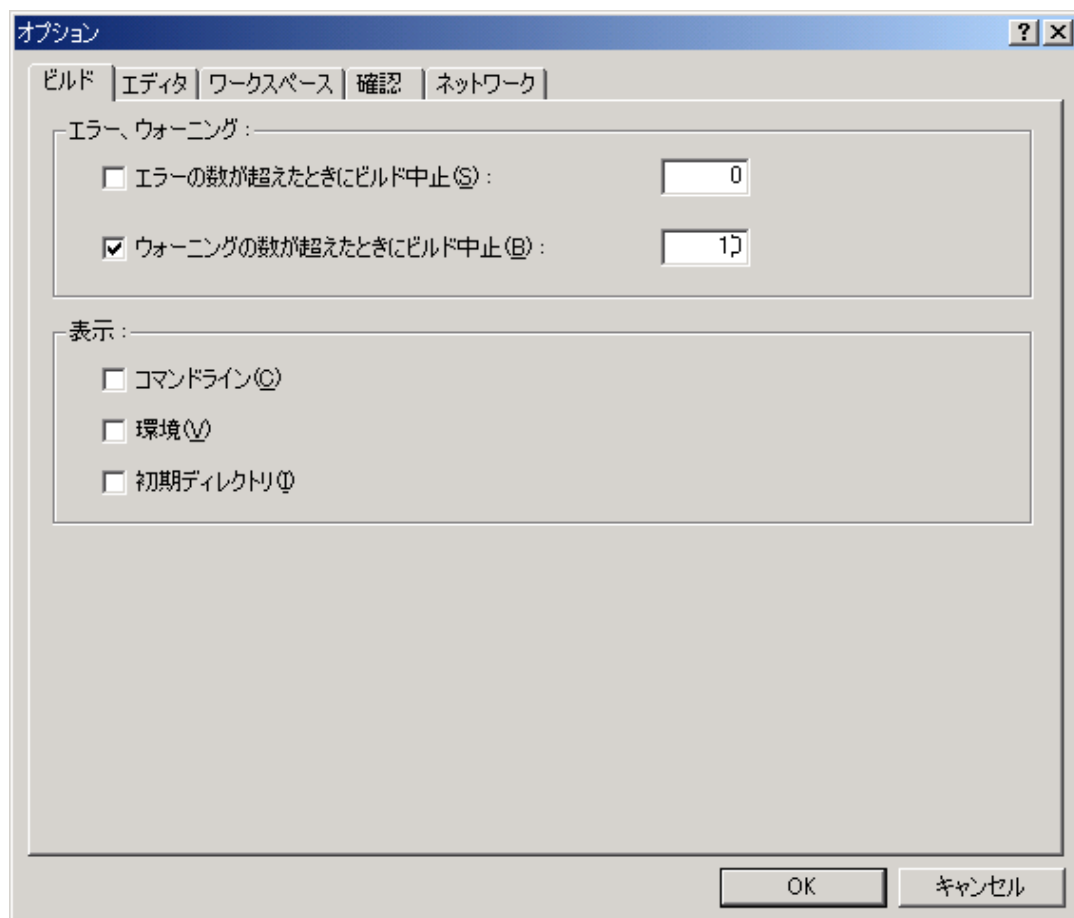 オプション
ビルド エディタ ワークスペース 確認 ネットワーク
エラー、ウォーニング：
エラーの数が超えたときにビルド中止(S)： 0
ウォーニングの数が超えたときにビルド中止(B)：
表示：
コマンドライン(C)
環境(V)
初期ディレクトリ(I)
OK キャンセル